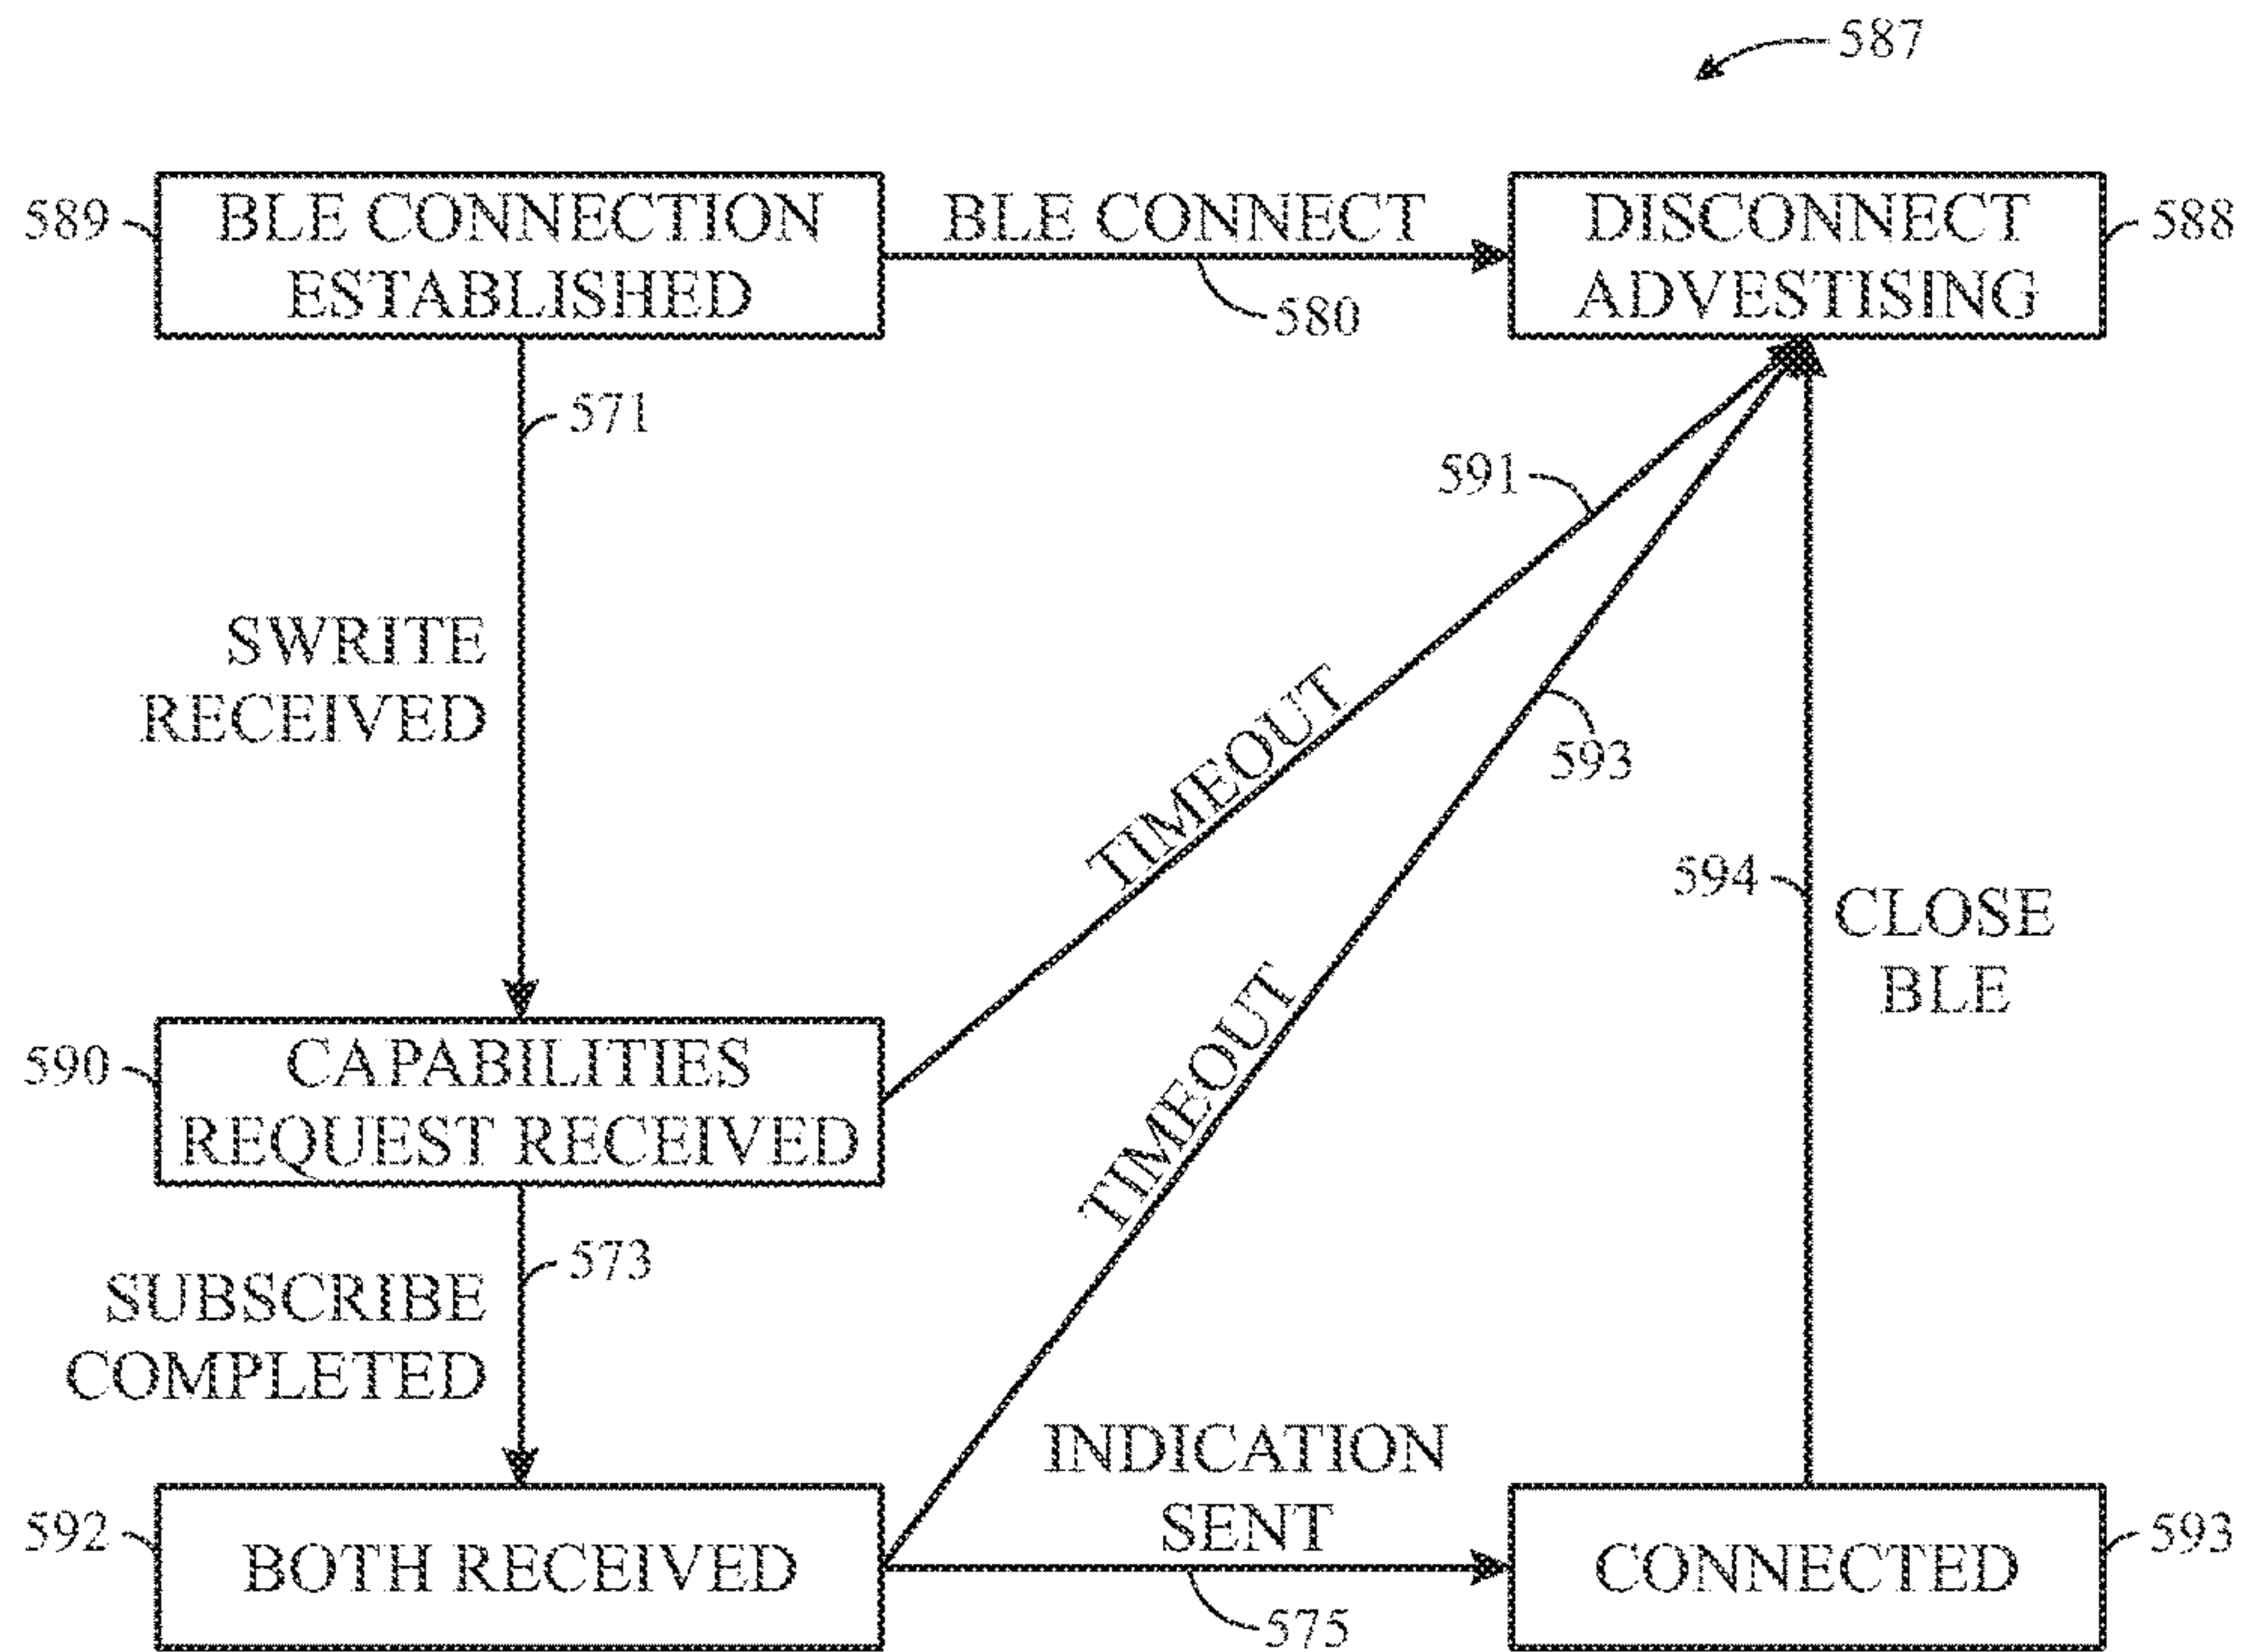 587
589
BLE CONNECTION
ESTABLISHED
BLE CONNECT
580
DISCONNECT
ADVESTISING
588
571
591
SWRITE
RECEIVED
TIMEOUT
593
594
CLOSE
BLE
590
CAPABILITIES
REQUEST RECEIVED
TIMEOUT
573
SUBSCRIBE
COMPLETED
INDICATION
SENT
592
BOTH RECEIVED
575
CONNECTED
593